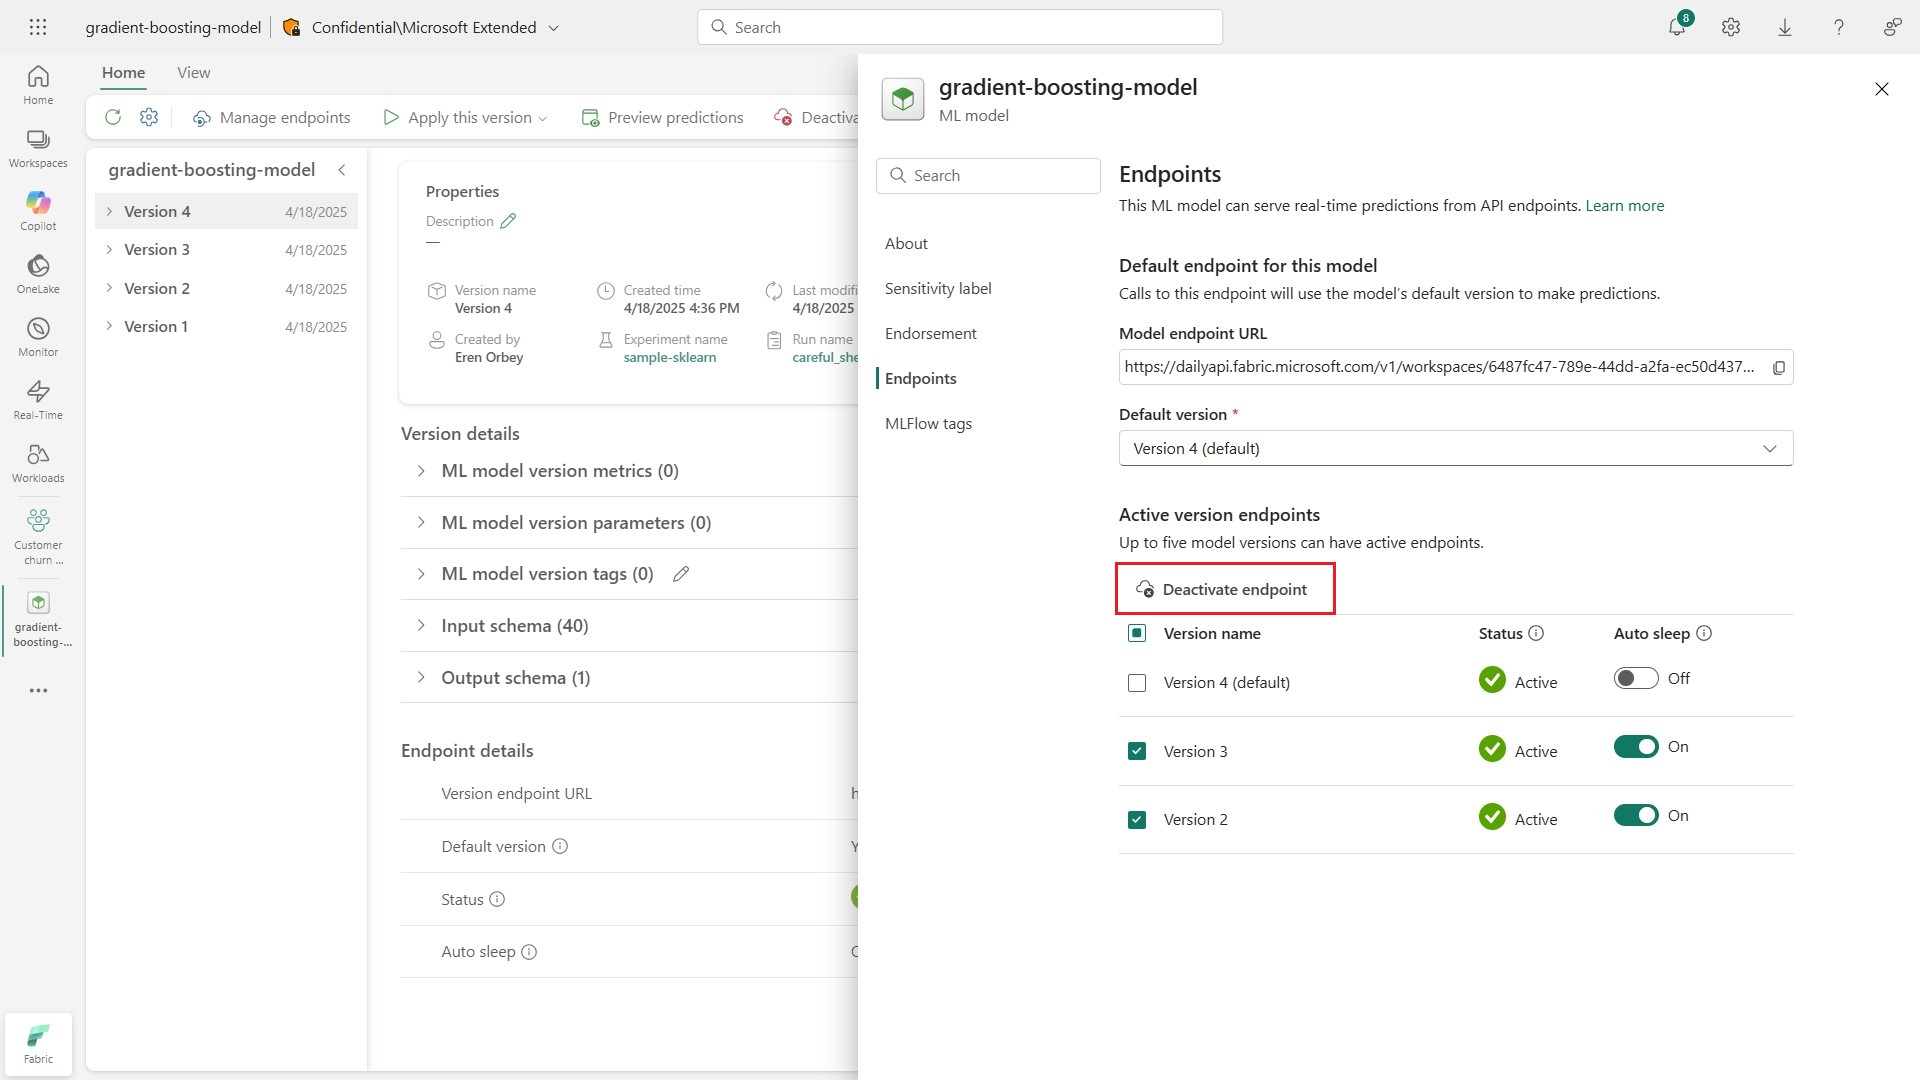 gradient-boosting-model
Confidential\Microsoft Extended
Search
8
Home
Workspaces
Copilot
OneLake
Monitor
Real-Time
Workloads
Customer
churn ...
gradient-
boosting-...
Fabric
Home
View
Manage endpoints
Apply this version
Preview predictions
Deactiva
gradient-boosting-model
Version 4 4/18/2025
Version 3 4/18/2025
Version 2 4/18/2025
Version 1 4/18/2025
Properties
Description
—
Version name
Version 4
Created time
4/18/2025 4:36 PM
Last modifi
4/18/2025
Created by
Eren Orbey
Experiment name
sample-sklearn
Run name
careful_she
Version details
ML model version metrics (0)
ML model version parameters (0)
ML model version tags (0)
Input schema (40)
Output schema (1)
Endpoint details
Version endpoint URL h
Default version Y
Status
Auto sleep
gradient-boosting-model
ML model
Search
About
Sensitivity label
Endorsement
Endpoints
MLFlow tags
Endpoints
This ML model can serve real-time predictions from API endpoints. Learn more
Default endpoint for this model
Calls to this endpoint will use the model's default version to make predictions.
Model endpoint URL
https://dailyapi.fabric.microsoft.com/v1/workspaces/6487fc47-789e-44dd-a2fa-ec50d437...
Default version *
Version 4 (default)
Active version endpoints
Up to five model versions can have active endpoints.
Deactivate endpoint
Version name Status Auto sleep
Version 4 (default) Active Off
Version 3 Active On
Version 2 Active On